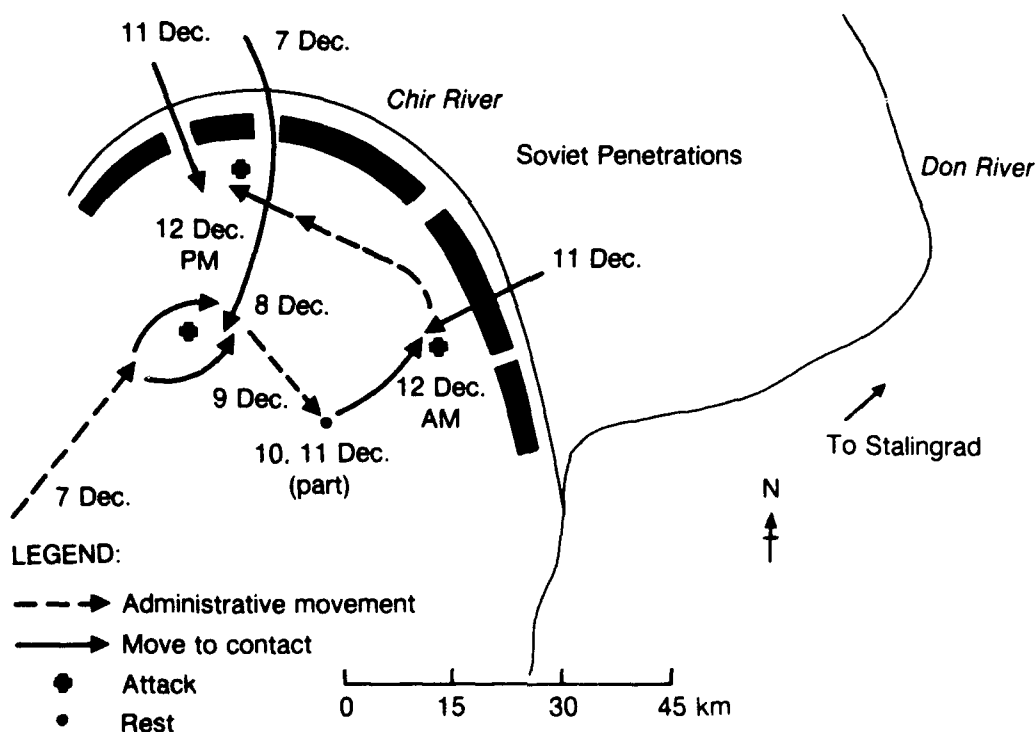 11 Dec.
7 Dec.
Chir River
Soviet Penetrations
Don River
12 Dec.
PM
11 Dec.
8 Dec.
9 Dec.
12 Dec.
AM
10, 11 Dec.
(part)
To Stalingrad
7 Dec.
N
LEGEND:
Administrative movement
Move to contact
Attack
Rest
0 15 30 45 km